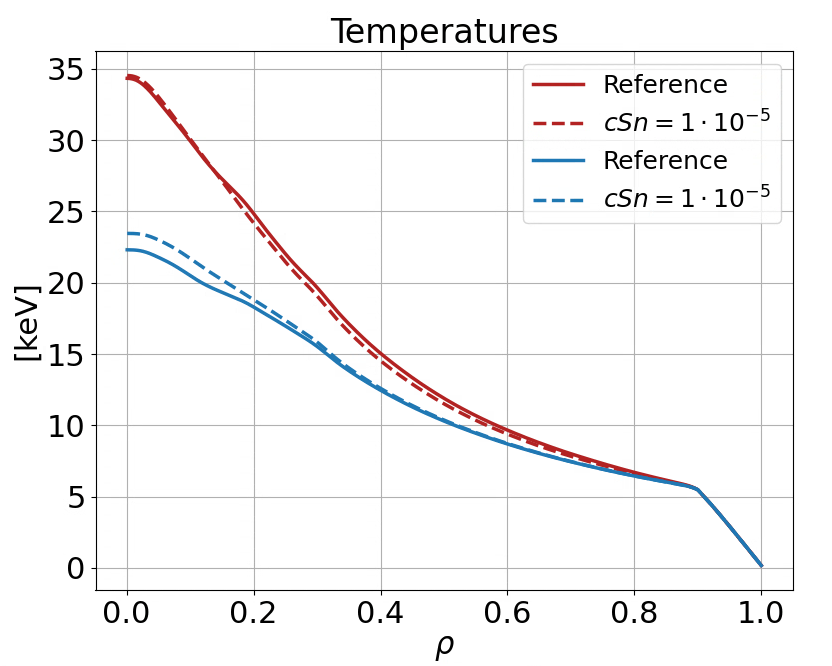 Temperatures
[keV]
35
30
25
20
15
10
5
0
Reference
cSn = 1 · 10⁻⁵
Reference
cSn = 1 · 10⁻⁵
0.0 0.2 0.4 0.6 0.8 1.0
ρ